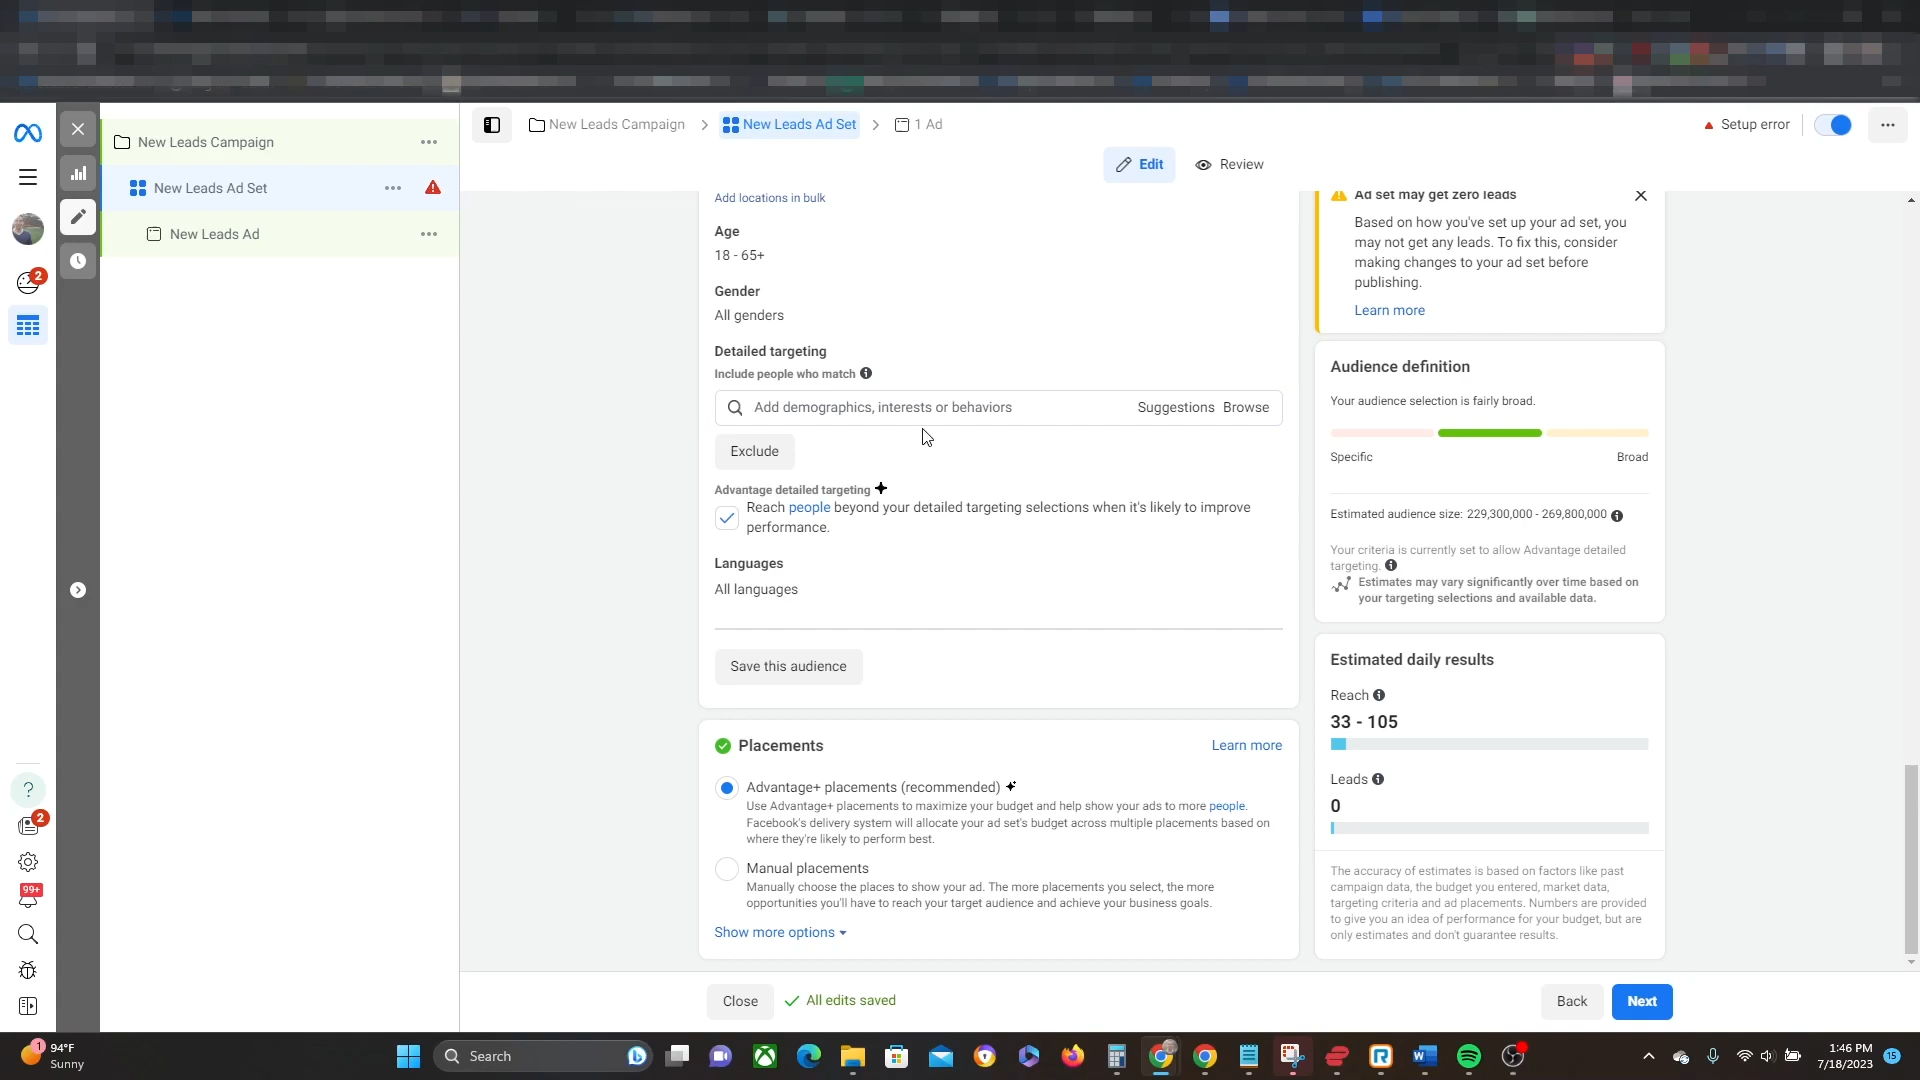 New Leads Campaign
New Leads Ad Set
New Leads Ad
New Leads Campaign
New Leads Ad Set
1 Ad
Setup error
Edit
Review
Add locations in bulk
Age
18 - 65+
Gender
All genders
Detailed targeting
Include people who match
Add demographics, interests or behaviors
Suggestions Browse
Exclude
Advantage detailed targeting
Reach people beyond your detailed targeting selections when it's likely to improve
performance.
Languages
All languages
Save this audience
Placements
Learn more
Advantage+ placements (recommended)
Use Advantage+ placements to maximize your budget and help show your ads to more people.
Facebook's delivery system will allocate your ad set's budget across multiple placements based on
where they're likely to perform best.
Manual placements
Manually choose the places to show your ad. The more placements you select, the more
opportunities you'll have to reach your target audience and achieve your business goals.
Show more options
Ad set may get zero leads
Based on how you've set up your ad set, you
may not get any leads. To fix this, consider
making changes to your ad set before
publishing.
Learn more
Audience definition
Your audience selection is fairly broad.
Specific
Broad
Estimated audience size: 229,300,000 - 269,800,000
Your criteria is currently set to allow Advantage detailed
targeting.
Estimates may vary significantly over time based on
your targeting selections and available data.
Estimated daily results
Reach
33 - 105
Leads
0
The accuracy of estimates is based on factors like past
campaign data, the budget you entered, market data,
targeting criteria and ad placements. Numbers are provided
to give you an idea of performance for your budget, but are
only estimates and don't guarantee results.
Close
All edits saved
Back
Next
2
2
99+
1
94°F
Sunny
Search
1:46 PM
7/18/2023
15